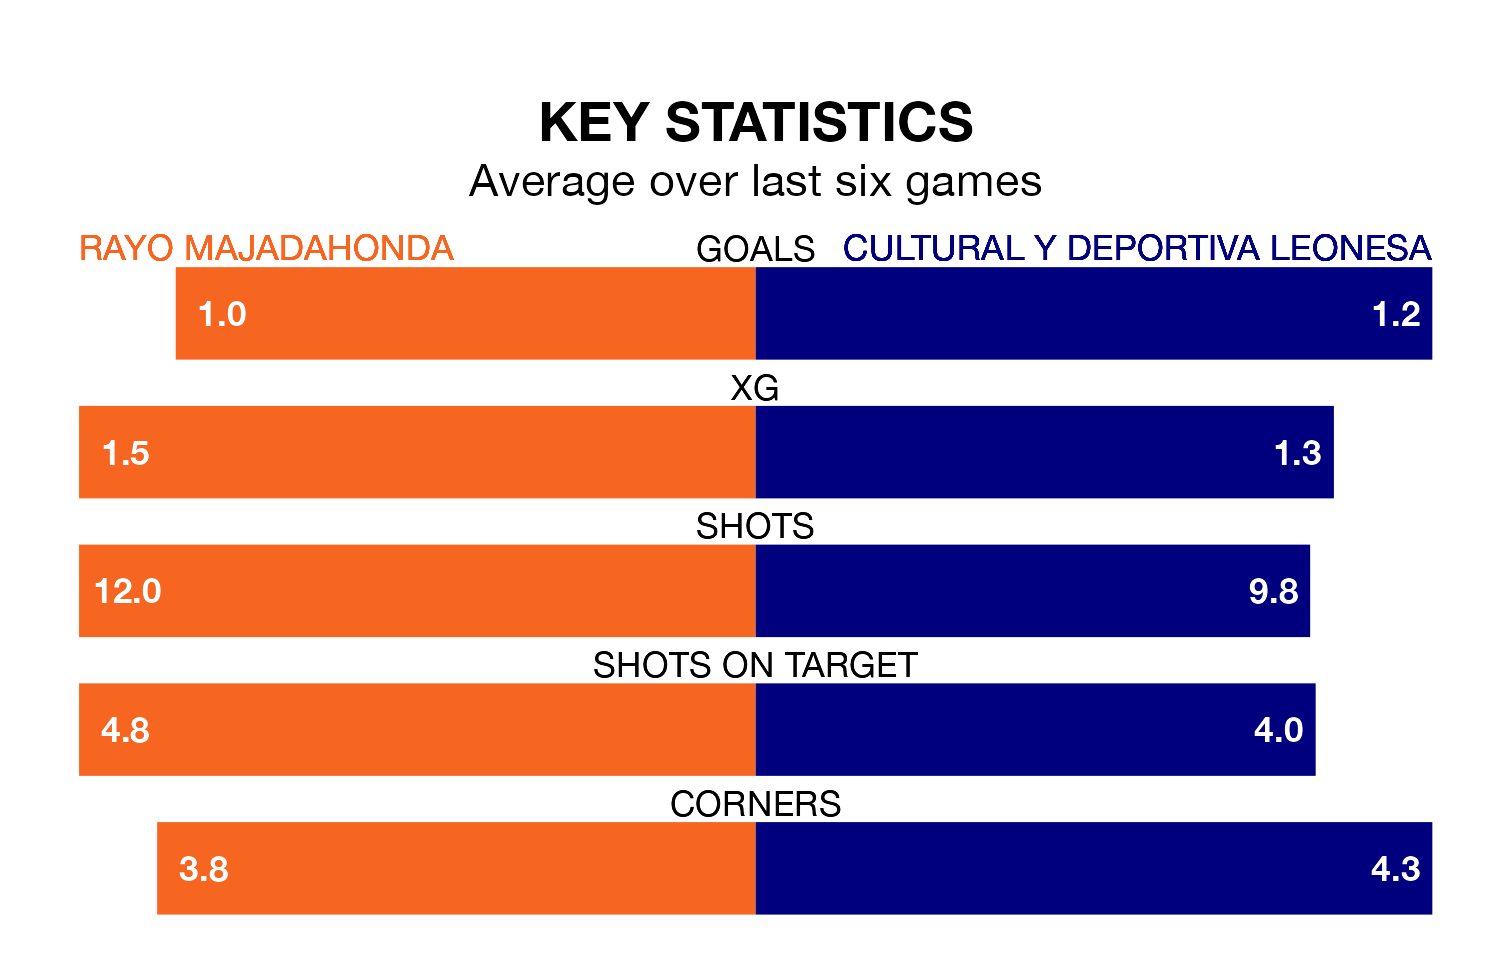 KEY STATISTICS
Average over last six games
RAYO MAJADAHONDA GOALS CULTURAL Y DEPORTIVA LEONESA
1.0 1.2
XG
1.5 1.3
SHOTS
12.0 9.8
SHOTS ON TARGET
4.8 4.0
CORNERS
3.8 4.3